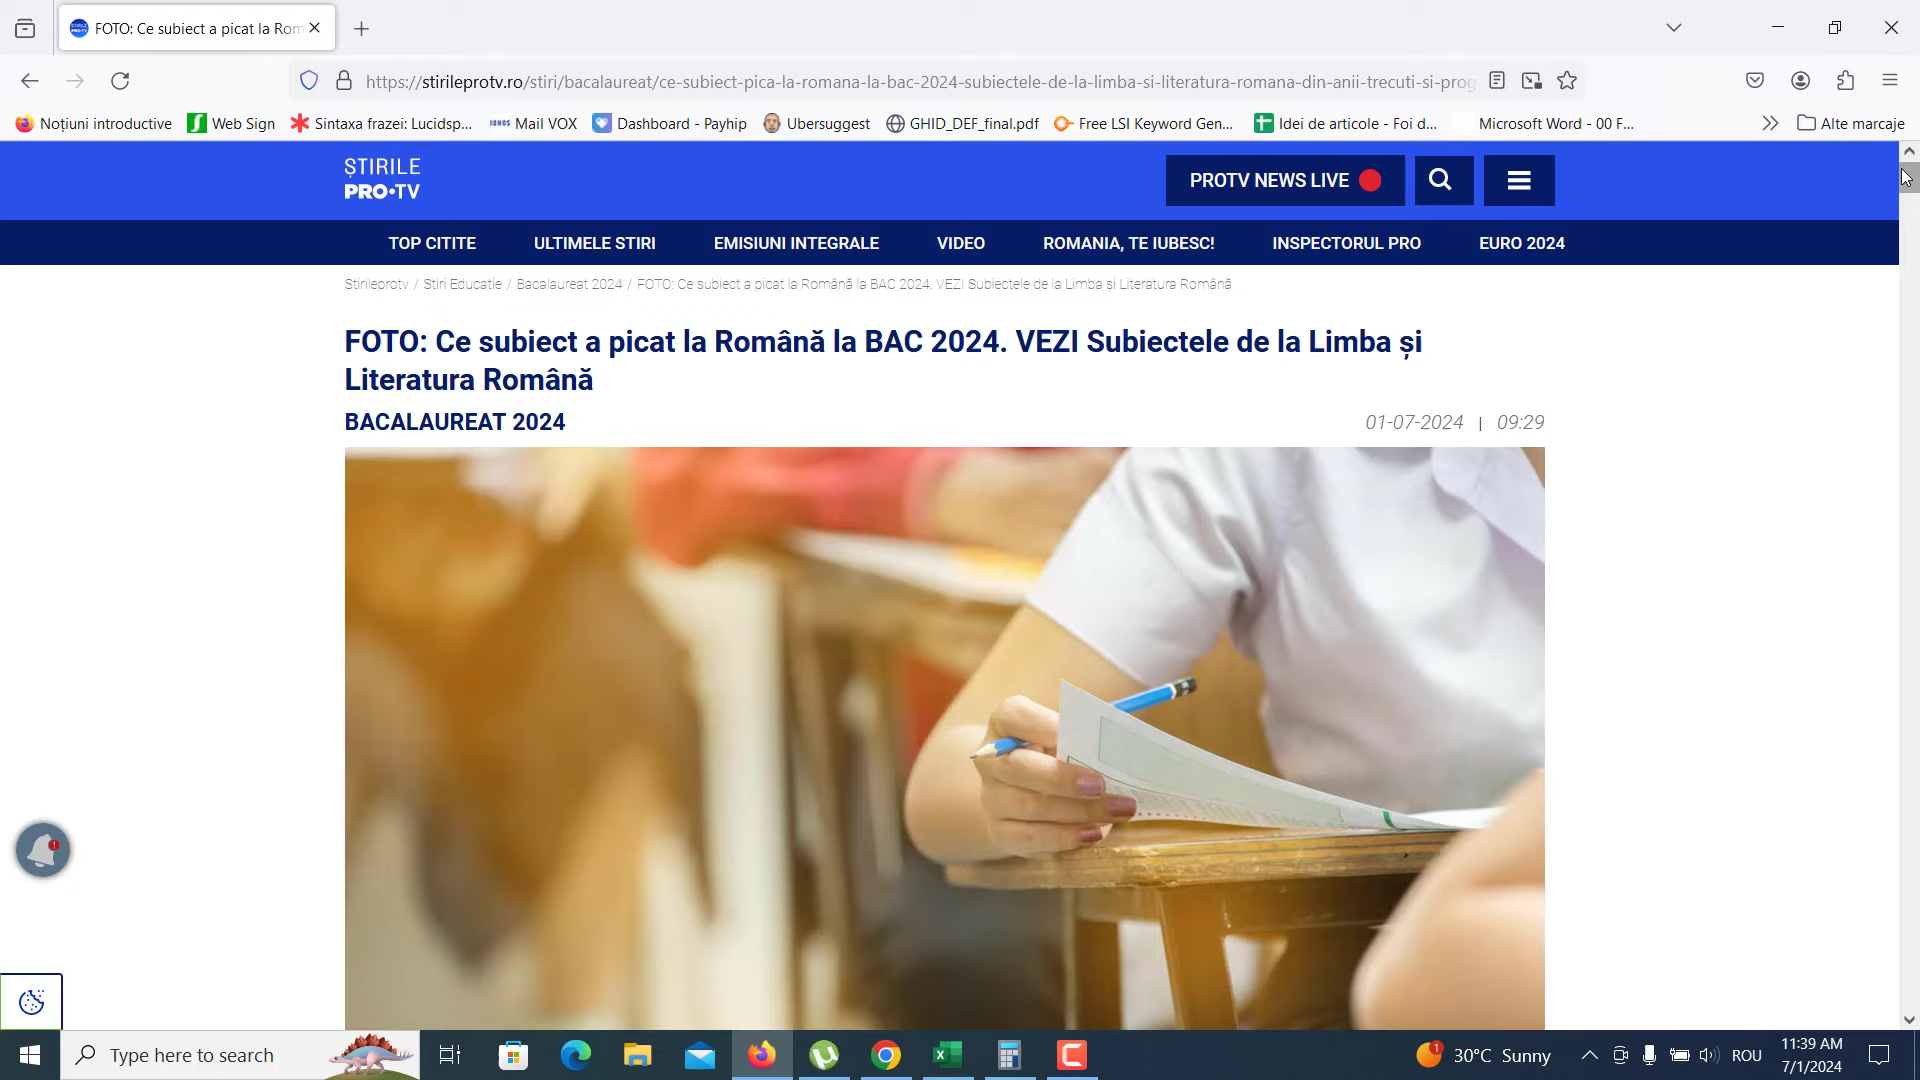 FOTO: Ce subiect a picat la Rom
https://stirileprotv.ro/stiri/bacalaureat/ce-subiect-pica-la-romana-la-bac-2024-subiectele-de-la-limba-si-literatura-romana-din-anii-trecuti-si-prog
Noțiuni introductive Web Sign Sintaxa frazei: Lucidsp... IONOS Mail VOX Dashboard - Payhip Ubersuggest GHID_DEF_final.pdf Free LSI Keyword Gen... Idei de articole - Foi d... Microsoft Word - 00 F... Alte marcaje
ȘTIRILE
PRO•TV
PROTV NEWS LIVE
TOP CITITE ULTIMELE STIRI EMISIUNI INTEGRALE VIDEO ROMANIA, TE IUBESC! INSPECTORUL PRO EURO 2024
Stirileprotv / Stiri Educatie / Bacalaureat 2024 / FOTO: Ce subiect a picat la Română la BAC 2024. VEZI Subiectele de la Limba și Literatura Română
FOTO: Ce subiect a picat la Română la BAC 2024. VEZI Subiectele de la Limba și
Literatura Română
BACALAUREAT 2024 01-07-2024 | 09:29
Type here to search 1 30°C Sunny ROU 11:39 AM
7/1/2024